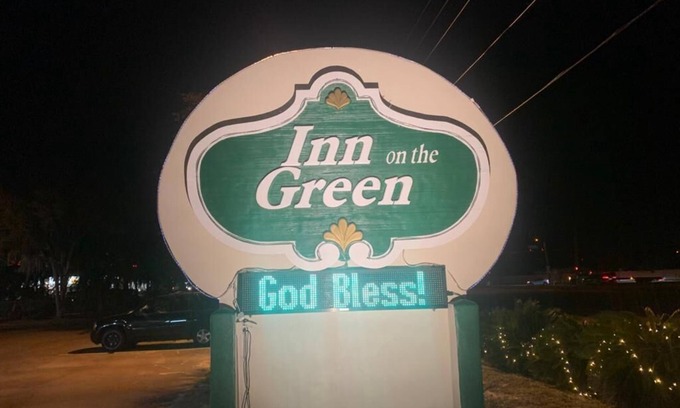 Inn on the
Green
God Bless!